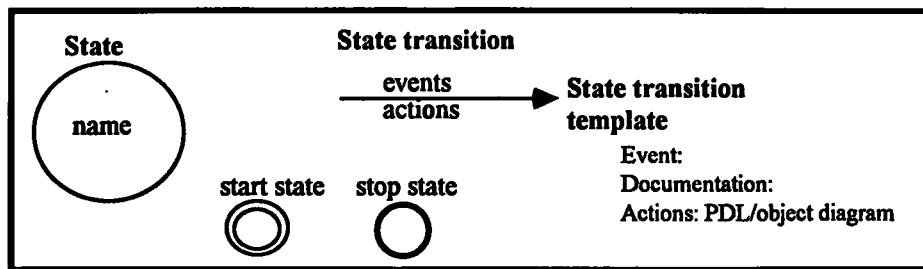 State
name
State transition
events
actions
State transition
template
Event:
Documentation:
Actions: PDL/object diagram
start state
stop state